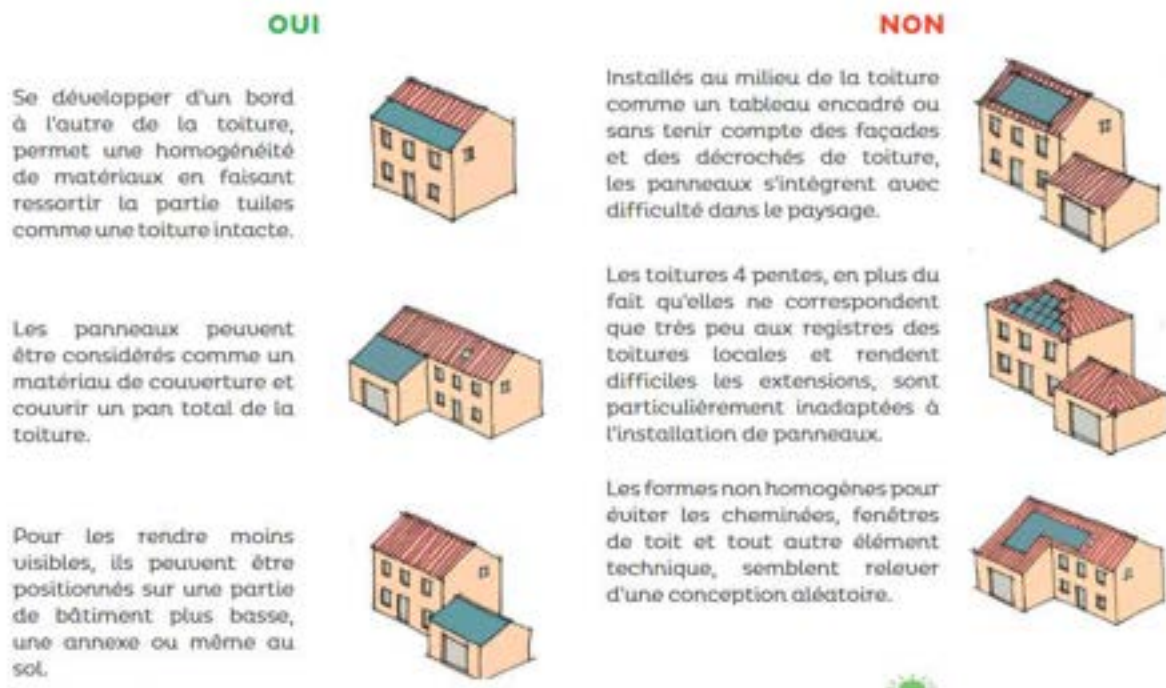 OUI
Se développer d'un bord
à l'autre de la toiture,
permet une homogénéité
de matériaux en faisant
ressortir la partie tuiles
comme une toiture intacte.
Les panneaux peuvent
être considérés comme un
matériau de couverture et
couvrir un pan total de la
toiture.
Pour les rendre moins
visibles, ils peuvent être
positionnés sur une partie
de bâtiment plus basse,
une annexe ou même au
sol.
NON
Installés au milieu de la toiture
comme un tableau encadré ou
sans tenir compte des façades
et des décrochés de toiture,
les panneaux s'intègrent avec
difficulté dans le paysage.
Les toitures 4 pentes, en plus du
fait qu'elles ne correspondent
que très peu aux registres des
toitures locales et rendent
difficiles les extensions, sont
particulièrement inadaptées à
l'installation de panneaux.
Les formes non homogènes pour
éviter les cheminées, fenêtres
de toit et tout autre élément
technique, semblent relever
d'une conception aléatoire.